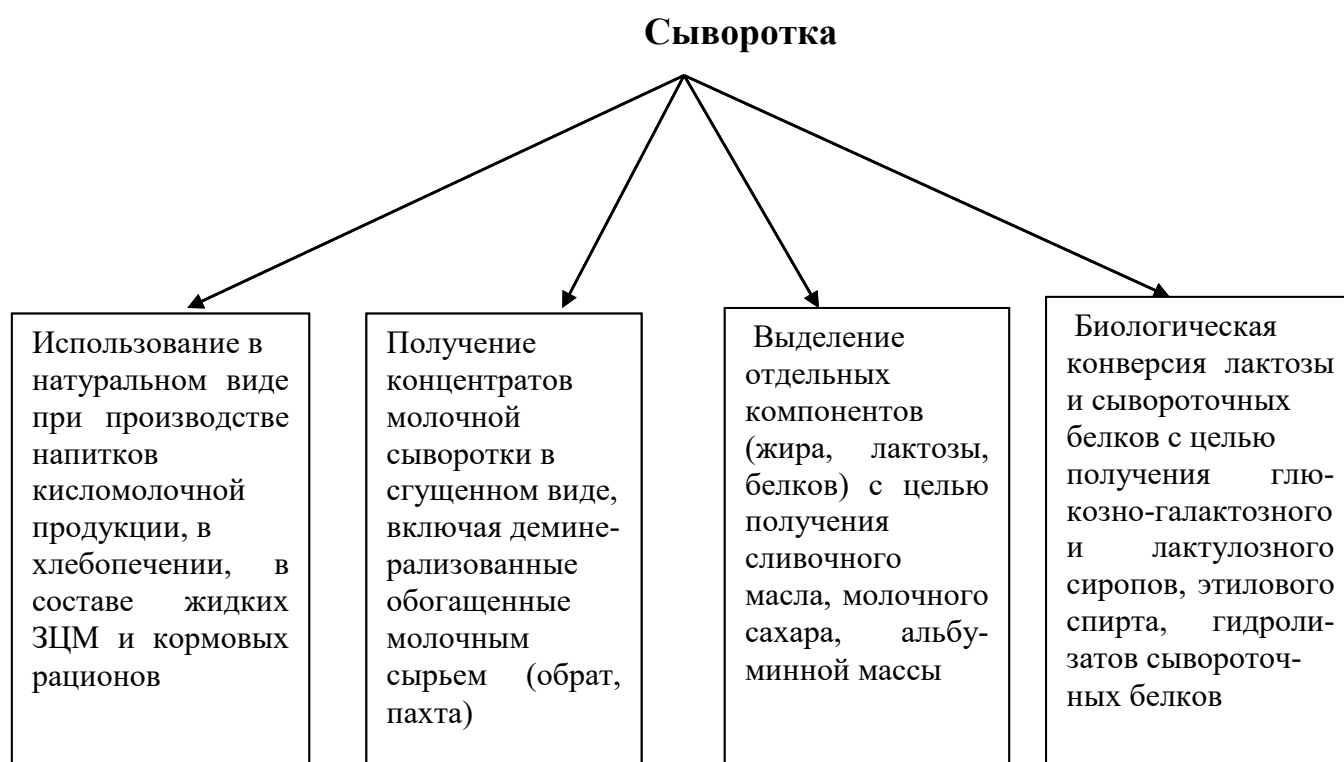 Сыворотка
Использование в
натуральном виде
при производстве
напитков
кисломолочной
продукции, в
хлебопечении, в
составе жидких
ЗЦМ и кормовых
рационов
Получение
концентратов
молочной
сыворотки в
сгущенном виде,
включая демине-
рализованные
обогащенные
молочным
сырьем (обрат,
пахта)
Выделение
отдельных
компонентов
(жира, лактозы,
белков) с целью
получения
сливочного
масла, молочного
сахара, альбу-
минной массы
Биологическая
конверсия лактозы
и сывороточных
белков с целью
получения глю-
козно-галактозного
и лактулозного
сиропов, этилового
спирта, гидроли-
затов сывороточ-
ных белков